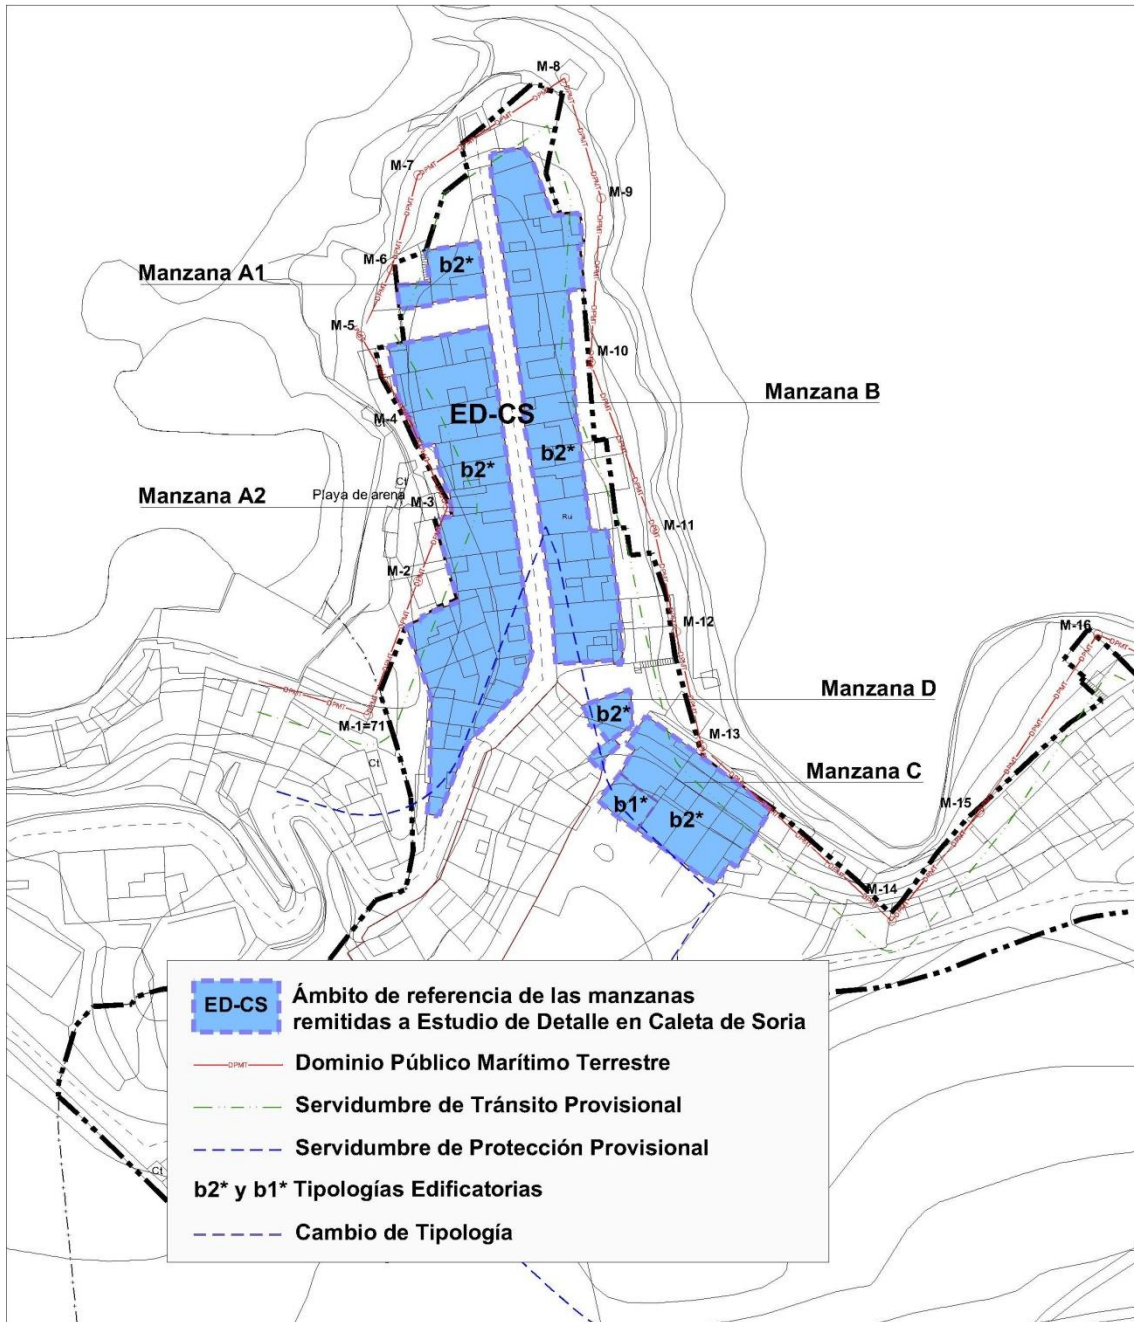 M-8
M-7
M-9
M-6
Manzana A1
b2*
M-5
M-10
Manzana B
M-4
ED-CS
b2*
b2*
Ct
Playa de arena
Manzana A2
M-3
M-11
Ru
M-2
M-12
M-16
Manzana D
b2*
M-1=71
M-13
Ct
Manzana C
b1*
b2*
M-15
M-14
Ct
ED-CS
Ámbito de referencia de las manzanas
remitidas a Estudio de Detalle en Caleta de Soria
DPMT
Dominio Público Marítimo Terrestre
Servidumbre de Tránsito Provisional
Servidumbre de Protección Provisional
b2* y b1* Tipologías Edificatorias
Cambio de Tipología